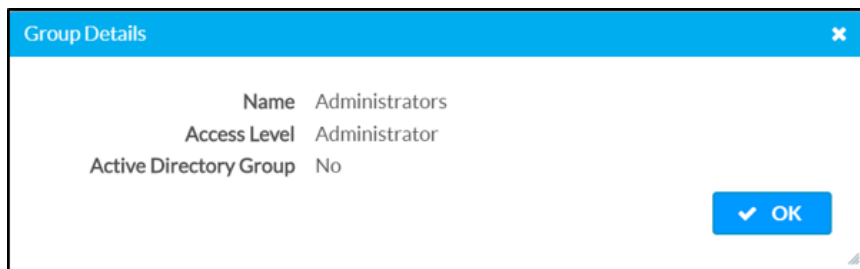 Group Details
Name Administrators
Access Level Administrator
Active Directory Group No
OK